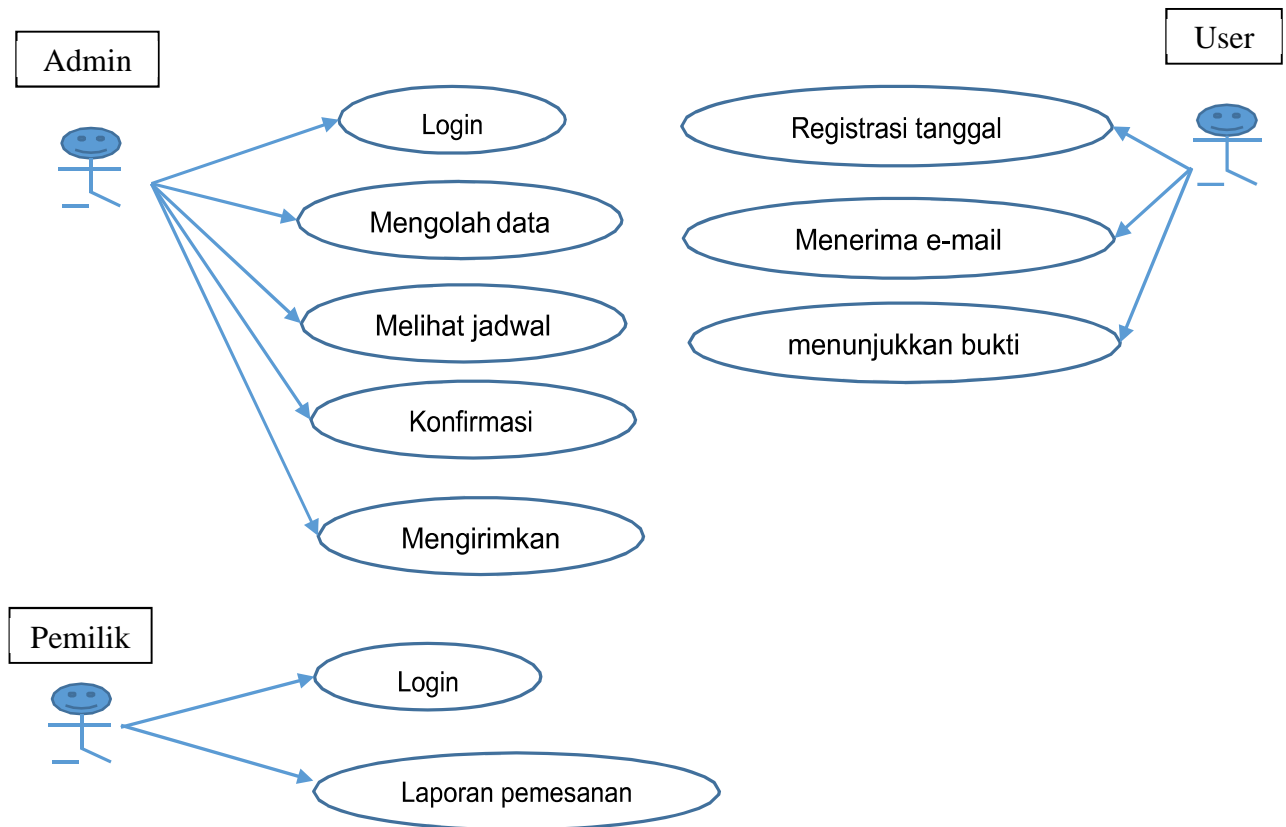 Admin
Login
Mengolah data
Melihat jadwal
Konfirmasi
Mengirimkan
User
Registrasi tanggal
Menerima e-mail
menunjukkan bukti
Pemilik
Login
Laporan pemesanan